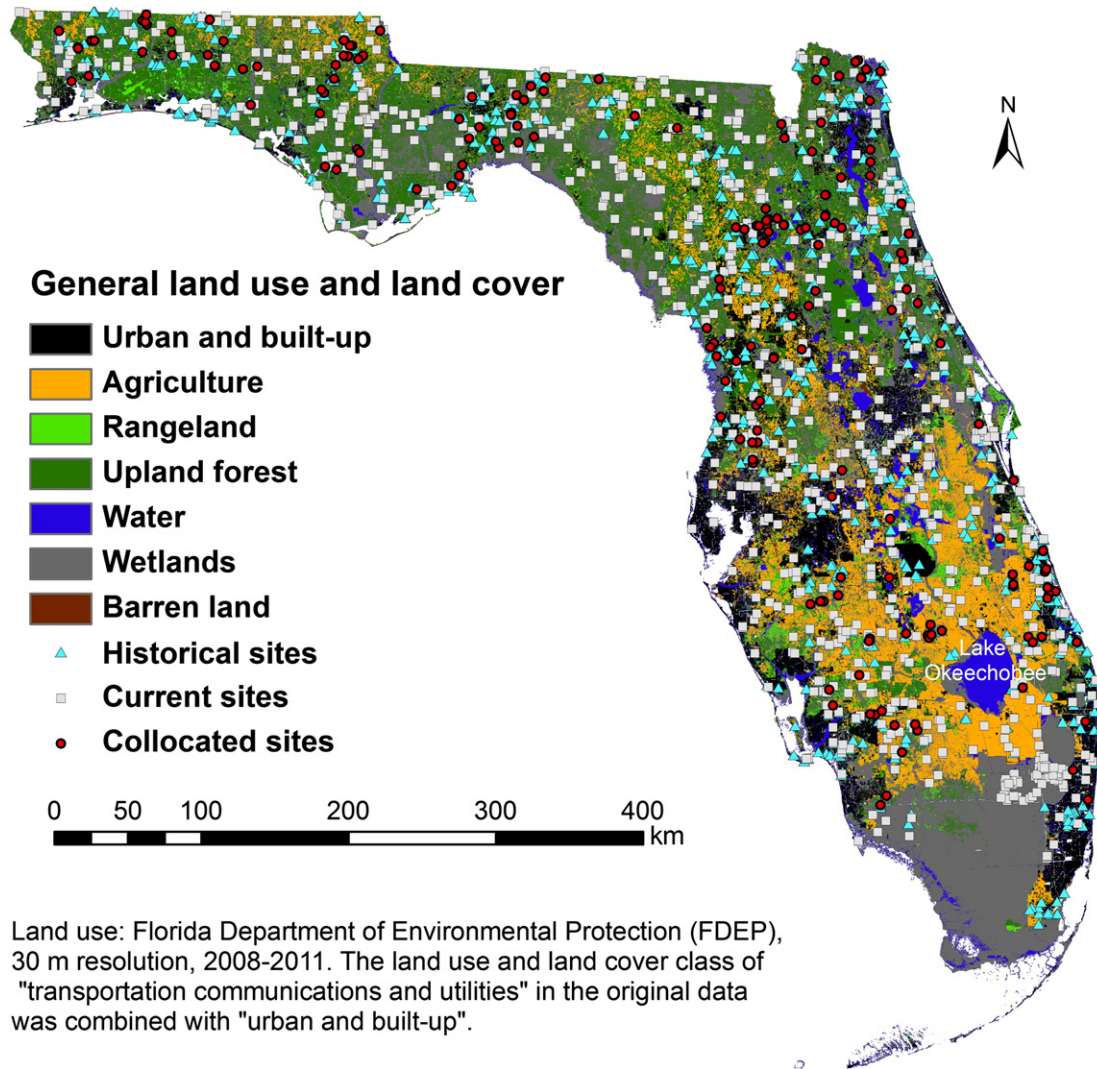 N
General land use and land cover
Urban and built-up
Agriculture
Rangeland
Upland forest
Water
Wetlands
Barren land
Historical sites
Current sites
Collocated sites
Lake
Okeechobee
0 50 100 200 300 400
km
Land use: Florida Department of Environmental Protection (FDEP),
30 m resolution, 2008-2011. The land use and land cover class of
"transportation communications and utilities" in the original data
was combined with "urban and built-up".